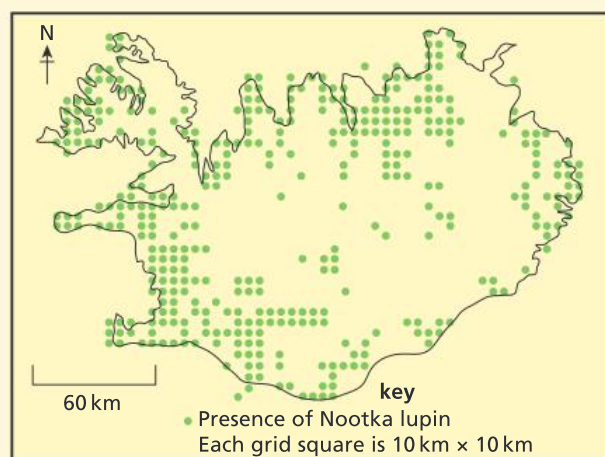 N
60 km
key
Presence of Nootka lupin
Each grid square is 10 km × 10 km